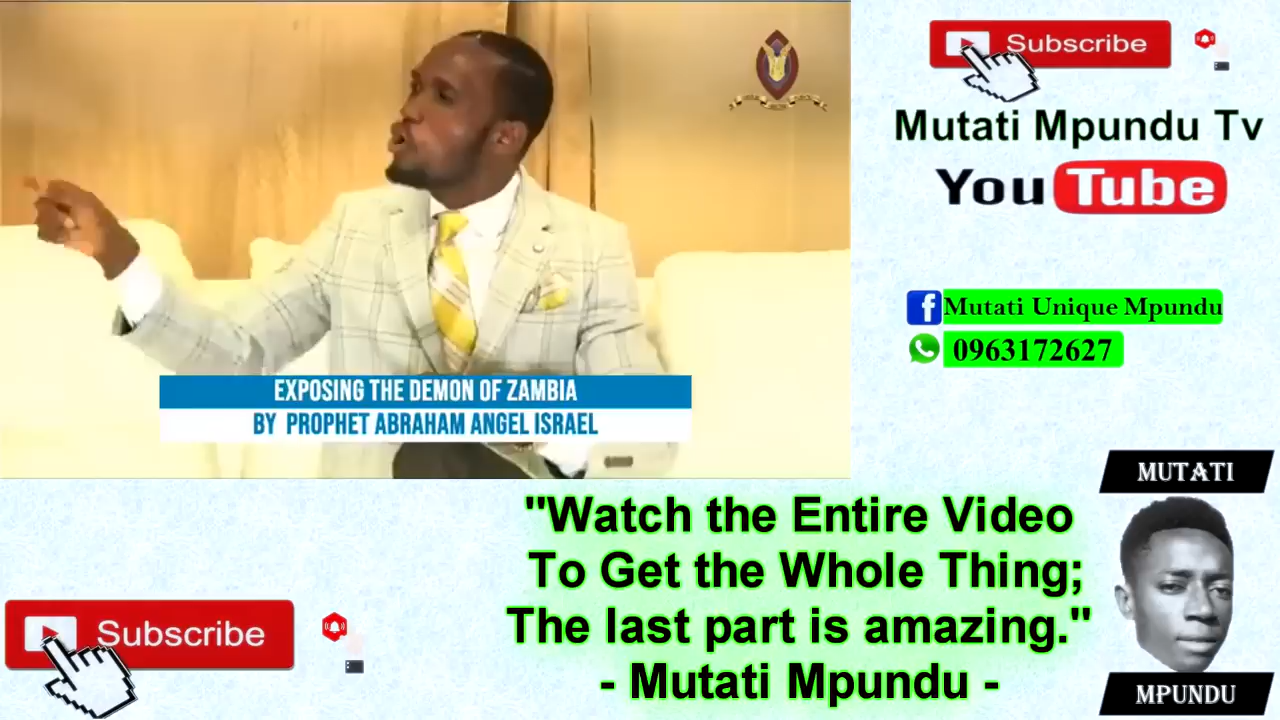 Subscribe
Mutati Mpundu Tv
YouTube
Mutati Unique Mpundu
0963172627
EXPOSING THE DEMON OF ZAMBIA
BY PROPHET ABRAHAM ANGEL ISRAEL
"Watch the Entire Video
To Get the Whole Thing;
The last part is amazing."
- Mutati Mpundu -
Subscribe
MUTATI
MPUNDU